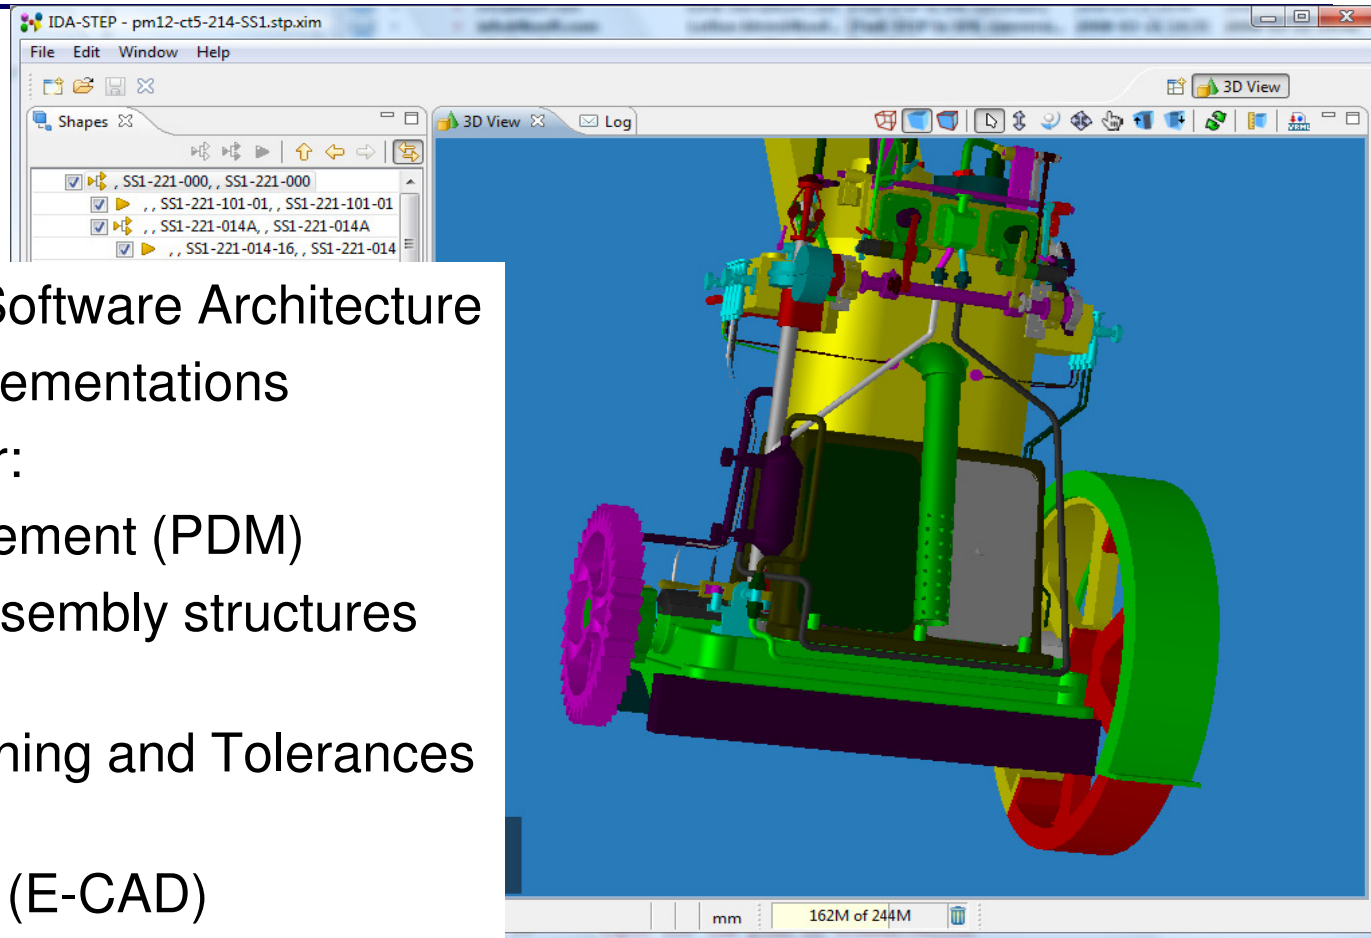 IDA-STEP - pm12-ct5-214-SS1.stp.xim
File Edit Window Help
3D View
Shapes
3D View Log
, SS1-221-000, , SS1-221-000
, , SS1-221-101-01, , SS1-221-101-01
, , SS1-221-014A, , SS1-221-014A
, , SS1-221-014-16, , SS1-221-014
Software Architecture
ementations
r:
ement (PDM)
sembly structures
ning and Tolerances
(E-CAD)
mm 162M of 244M